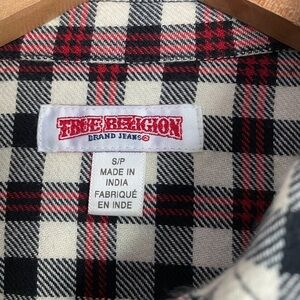 TRUE RELIGION
BRAND JEANS®
S/P
MADE IN
INDIA
FABRIQUÉ
EN INDE